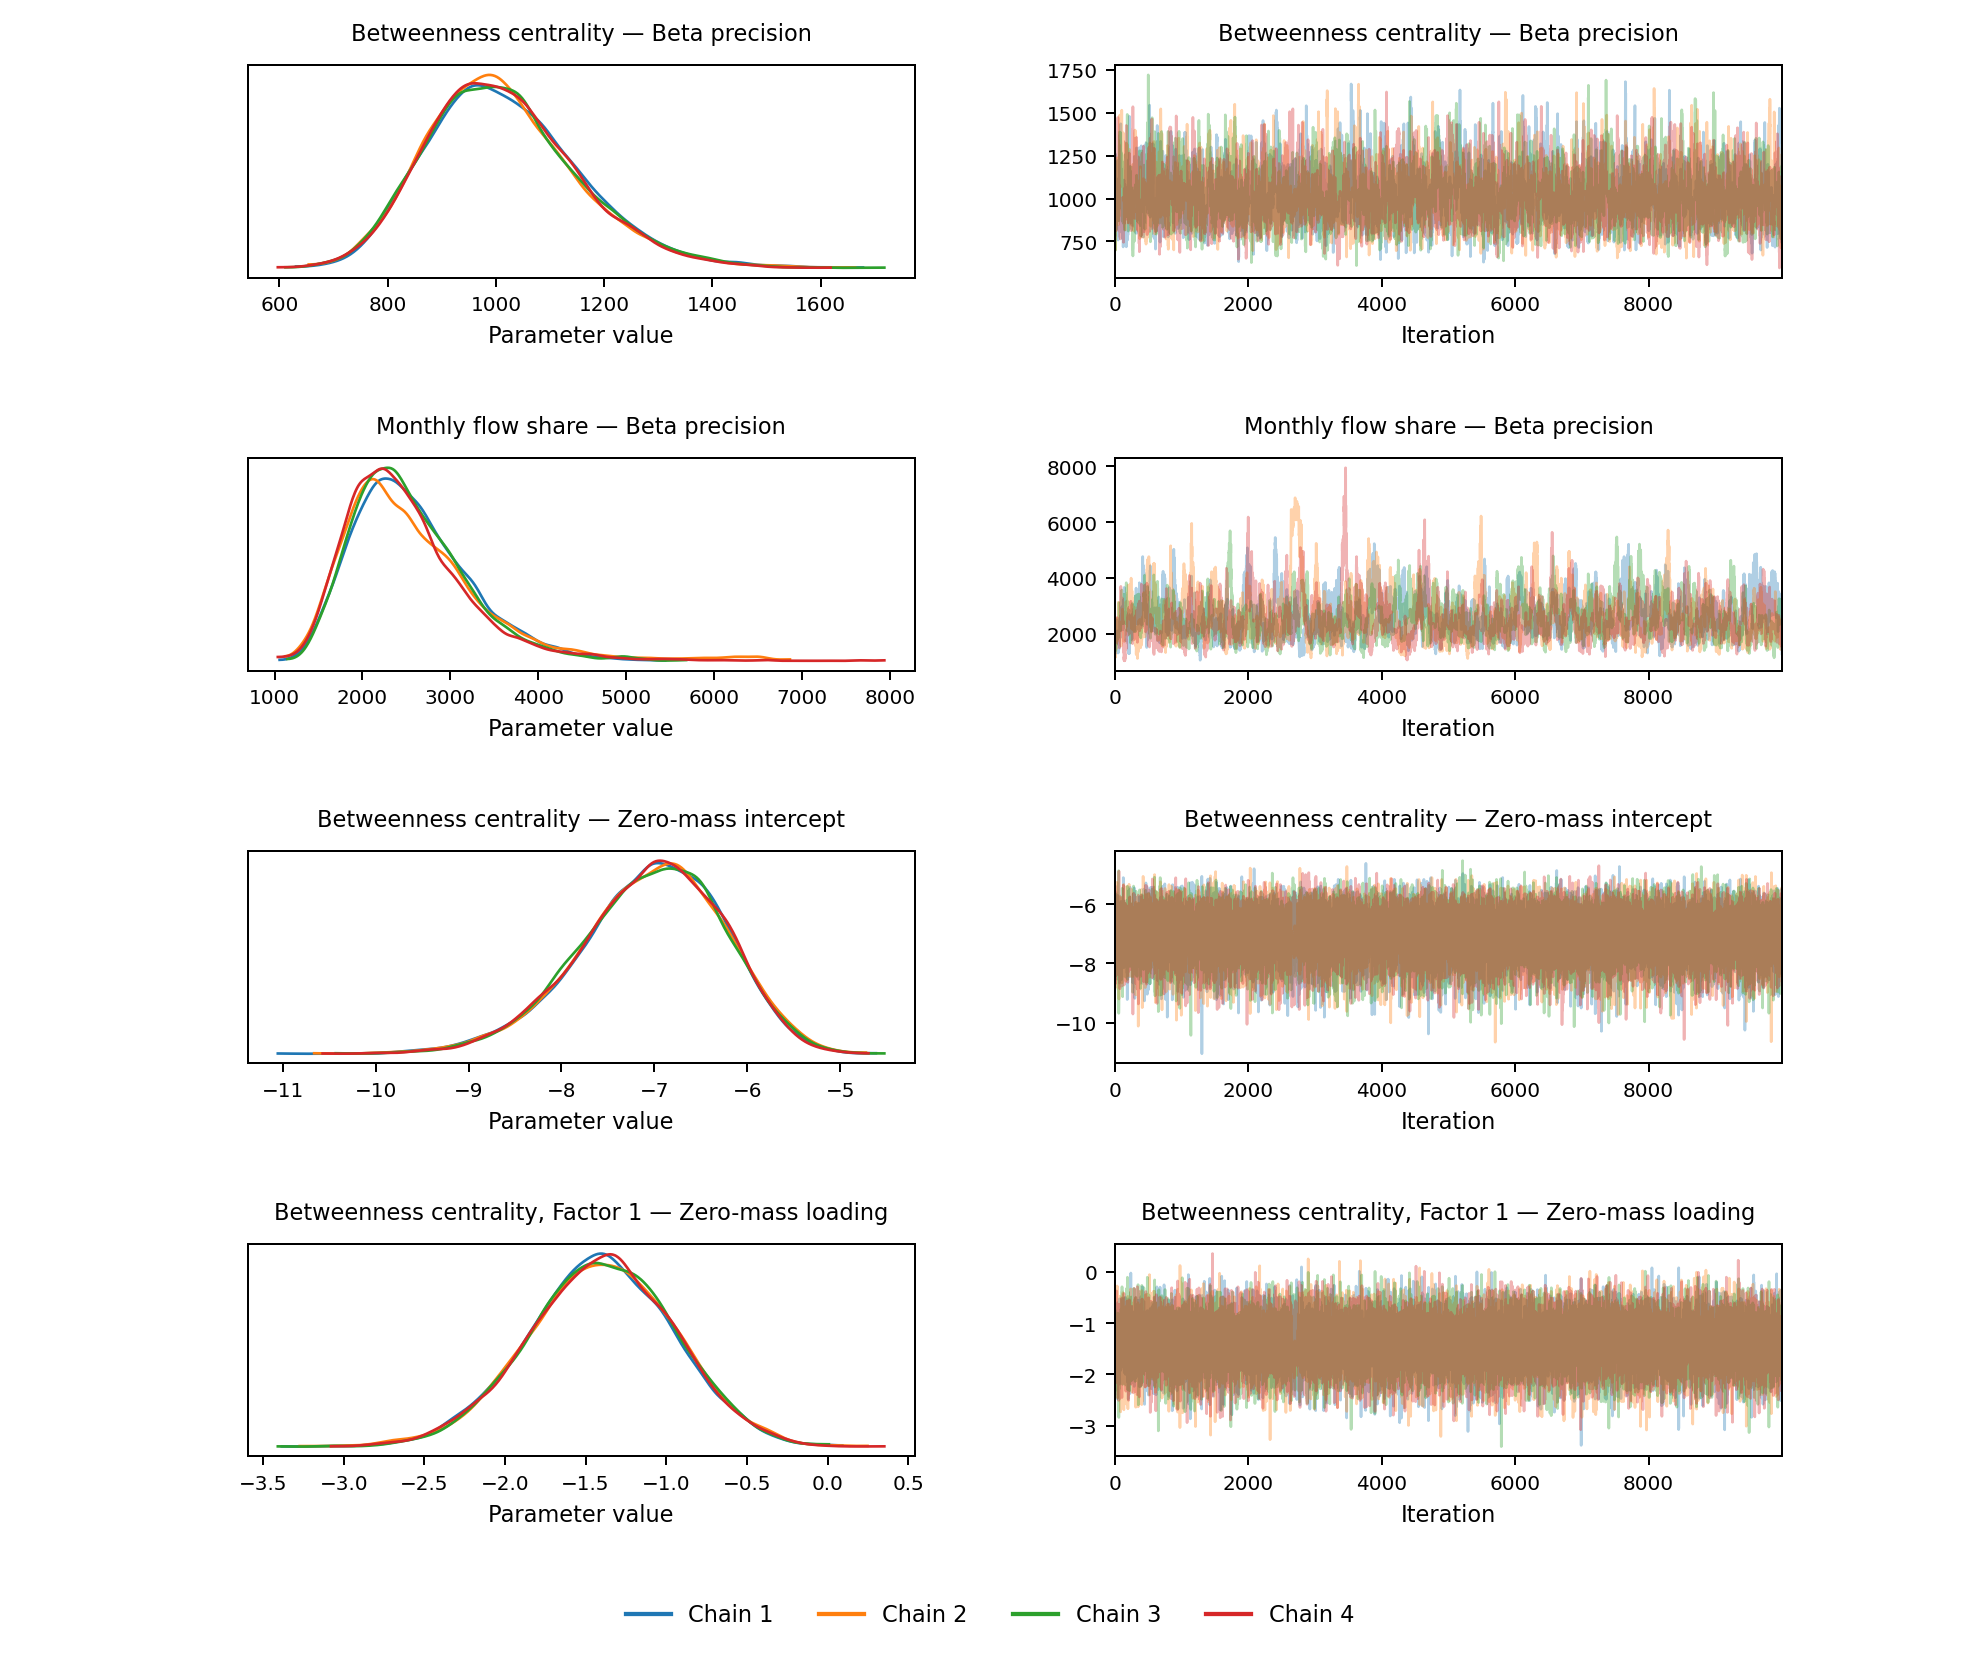 Betweenness centrality — Beta precision
600 800 1000 1200 1400 1600
Parameter value
Betweenness centrality — Beta precision
1750
1500
1250
1000
750
0 2000 4000 6000 8000
Iteration
Monthly flow share — Beta precision
1000 2000 3000 4000 5000 6000 7000 8000
Parameter value
Monthly flow share — Beta precision
8000
6000
4000
2000
0 2000 4000 6000 8000
Iteration
Betweenness centrality — Zero-mass intercept
−11 −10 −9 −8 −7 −6 −5
Parameter value
Betweenness centrality — Zero-mass intercept
−6
−8
−10
0 2000 4000 6000 8000
Iteration
Betweenness centrality, Factor 1 — Zero-mass loading
−3.5 −3.0 −2.5 −2.0 −1.5 −1.0 −0.5 0.0 0.5
Parameter value
Betweenness centrality, Factor 1 — Zero-mass loading
0
−1
−2
−3
0 2000 4000 6000 8000
Iteration
Chain 1 Chain 2 Chain 3 Chain 4